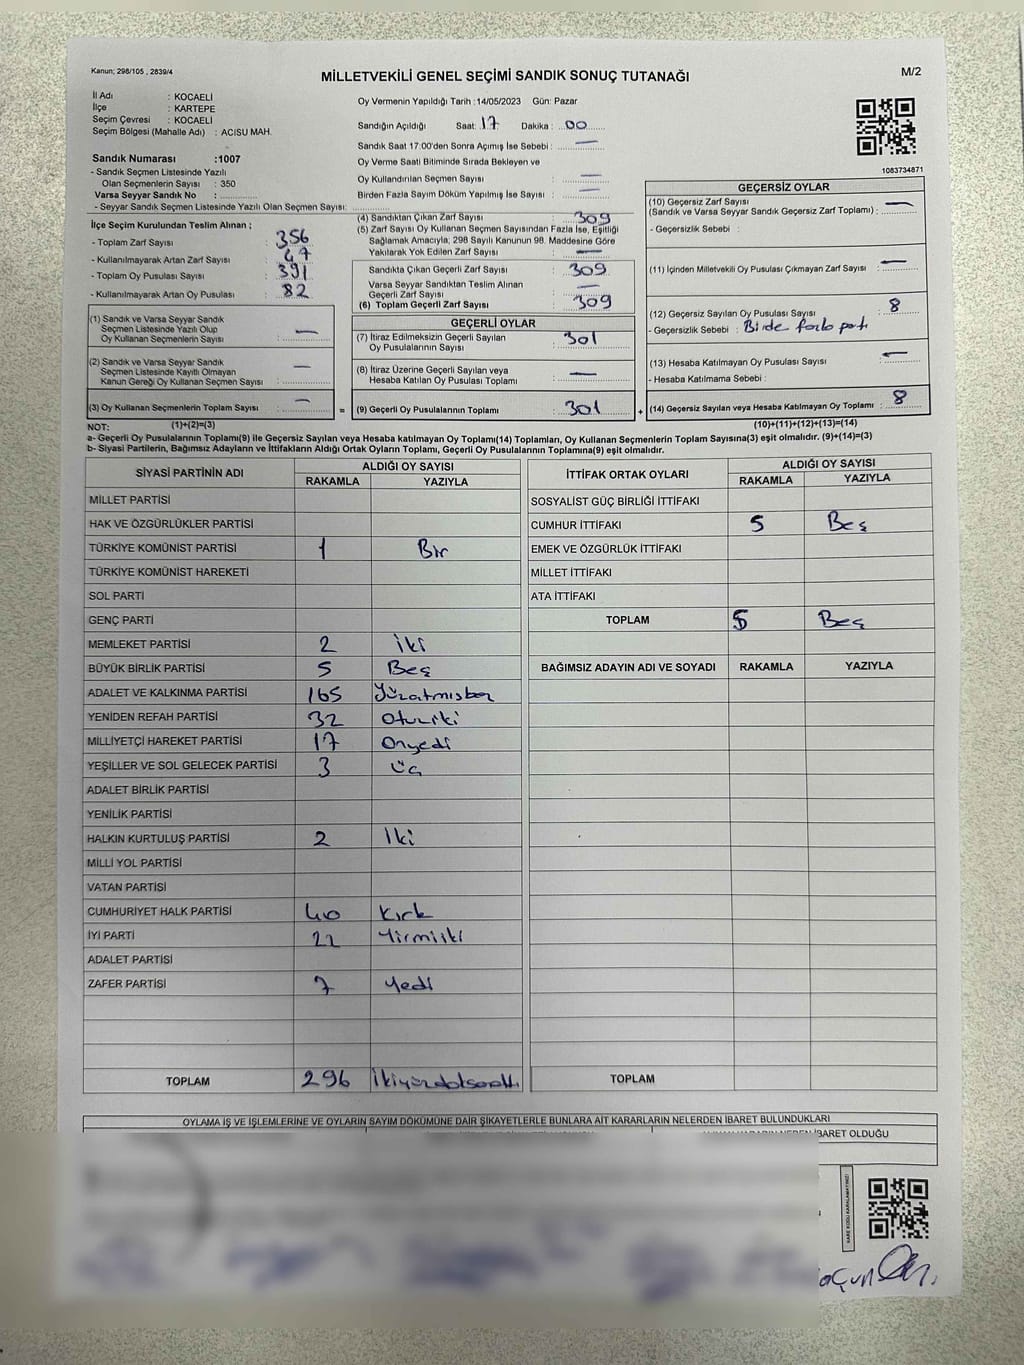 Kanun; 298/105 , 2839/4
MİLLETVEKİLİ GENEL SEÇİMİ SANDIK SONUÇ TUTANAĞI
M/2
İl Adı : KOCAELİ
İlçe : KARTEPE
Seçim Çevresi : KOCAELİ
Seçim Bölgesi (Mahalle Adı) : ACISU MAH.
Sandık Numarası :1007
- Sandık Seçmen Listesinde Yazılı
Olan Seçmenlerin Sayısı : 350
Varsa Seyyar Sandık No :
- Seyyar Sandık Seçmen Listesinde Yazılı Olan Seçmen Sayısı:
Oy Vermenin Yapıldığı Tarih :14/05/2023 Gün: Pazar
Sandığın Açıldığı Saat: 17 Dakika : 00
Sandık Saat 17:00'den Sonra Açımış İse Sebebi : —
Oy Verme Saati Bitiminde Sırada Bekleyen ve
Oy Kullandırılan Seçmen Sayısı : —
Birden Fazla Sayım Döküm Yapılmış İse Sayısı : —
1083734871
İlçe Seçim Kurulundan Teslim Alınan ;
- Toplam Zarf Sayısı : 356
- Kullanılmayarak Artan Zarf Sayısı : 47
- Toplam Oy Pusulası Sayısı : 391
- Kullanılmayarak Artan Oy Pusulası : 82
(1) Sandık ve Varsa Seyyar Sandık
Seçmen Listesinde Yazılı Olup
Oy Kullanan Seçmenlerin Sayısı : —
(2) Sandık ve Varsa Seyyar Sandık
Seçmen Listesinde Kayıtlı Olmayan
Kanun Gereği Oy Kullanan Seçmen Sayısı : —
(3) Oy Kullanan Seçmenlerin Toplam Sayısı : —
(4) Sandıktan Çıkan Zarf Sayısı : 309
(5) Zarf Sayısı Oy Kullanan Seçmen Sayısından Fazla İse, Eşitliği
Sağlamak Amacıyla; 298 Sayılı Kanunun 98. Maddesine Göre
Yakılarak Yok Edilen Zarf Sayısı : —
Sandıkta Çıkan Geçerli Zarf Sayısı : 309
Varsa Seyyar Sandıktan Teslim Alınan
Geçerli Zarf Sayısı : —
(6) Toplam Geçerli Zarf Sayısı : 309
GEÇERLİ OYLAR
(7) İtiraz Edilmeksizin Geçerli Sayılan
Oy Pusulalarının Sayısı : 301
(8) İtiraz Üzerine Geçerli Sayılan veya
Hesaba Katılan Oy Pusulası Toplamı : —
= (9) Geçerli Oy Pusulalarının Toplamı : 301 +
GEÇERSİZ OYLAR
(10) Geçersiz Zarf Sayısı
(Sandık ve Varsa Seyyar Sandık Geçersiz Zarf Toplamı) : —
- Geçersizlik Sebebi :
(11) İçinden Milletvekili Oy Pusulası Çıkmayan Zarf Sayısı : —
(12) Geçersiz Sayılan Oy Pusulası Sayısı : 8
- Geçersizlik Sebebi : Birden fazla parti
(13) Hesaba Katılmayan Oy Pusulası Sayısı : —
- Hesaba Katılmama Sebebi :
(14) Geçersiz Sayılan veya Hesaba Katılmayan Oy Toplamı : 8
NOT: (1)+(2)=(3) (10)+(11)+(12)+(13)=(14)
a- Geçerli Oy Pusulalarının Toplamı(9) ile Geçersiz Sayılan veya Hesaba katılmayan Oy Toplamı(14) Toplamları, Oy Kullanan Seçmenlerin Toplam Sayısına(3) eşit olmalıdır. (9)+(14)=(3)
b- Siyasi Partilerin, Bağımsız Adayların ve İttifakların Aldığı Ortak Oyların Toplamı, Geçerli Oy Pusulalarının Toplamına(9) eşit olmalıdır.
SİYASİ PARTİNİN ADI ALDIĞI OY SAYISI
RAKAMLA YAZIYLA
MİLLET PARTİSİ
HAK VE ÖZGÜRLÜKLER PARTİSİ
TÜRKİYE KOMÜNİST PARTİSİ 1 Bir
TÜRKİYE KOMÜNİST HAREKETİ
SOL PARTİ
GENÇ PARTİ
MEMLEKET PARTİSİ 2 İki
BÜYÜK BİRLİK PARTİSİ 5 Beş
ADALET VE KALKINMA PARTİSİ 165 Yüzatmışbeş
YENİDEN REFAH PARTİSİ 32 Otuziki
MİLLİYETÇİ HAREKET PARTİSİ 17 Onyedi
YEŞİLLER VE SOL GELECEK PARTİSİ 3 Üç
ADALET BİRLİK PARTİSİ
YENİLİK PARTİSİ
HALKIN KURTULUŞ PARTİSİ 2 İki
MİLLİ YOL PARTİSİ
VATAN PARTİSİ
CUMHURİYET HALK PARTİSİ 40 Kırk
İYİ PARTİ 22 Yirmiiki
ADALET PARTİSİ
ZAFER PARTİSİ 7 Yedi
TOPLAM 296 İkiyüzdoksanaltı
İTTİFAK ORTAK OYLARI ALDIĞI OY SAYISI
RAKAMLA YAZIYLA
SOSYALİST GÜÇ BİRLİĞİ İTTİFAKI
CUMHUR İTTİFAKI 5 Beş
EMEK VE ÖZGÜRLÜK İTTİFAKI
MİLLET İTTİFAKI
ATA İTTİFAKI
TOPLAM 5 Beş
BAĞIMSIZ ADAYIN ADI VE SOYADI RAKAMLA YAZIYLA
TOPLAM
OYLAMA İŞ VE İŞLEMLERİNE VE OYLARIN SAYIM DÖKÜMÜNE DAİR ŞİKAYETLERLE BUNLARA AİT KARARLARIN NELERDEN İBARET BULUNDUKLARI
İBARET OLDUĞU